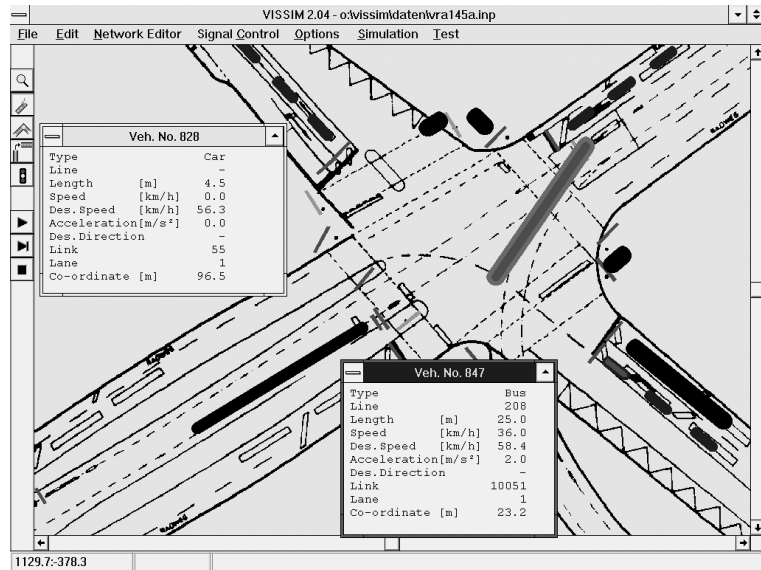 VISSIM 2.04 - o:\vissim\daten\vra145a.inp
File Edit Network Editor Signal Control Options Simulation Test
Veh. No. 828
Type Car
Line -
Length [m] 4.5
Speed [km/h] 0.0
Des.Speed [km/h] 56.3
Acceleration[m/s²] 0.0
Des.Direction -
Link 55
Lane 1
Co-ordinate [m] 96.5
Veh. No. 847
Type Bus
Line 208
Length [m] 25.0
Speed [km/h] 36.0
Des.Speed [km/h] 58.4
Acceleration[m/s²] 2.0
Des.Direction -
Link 10051
Lane 1
Co-ordinate [m] 23.2
1129.7:-378.3